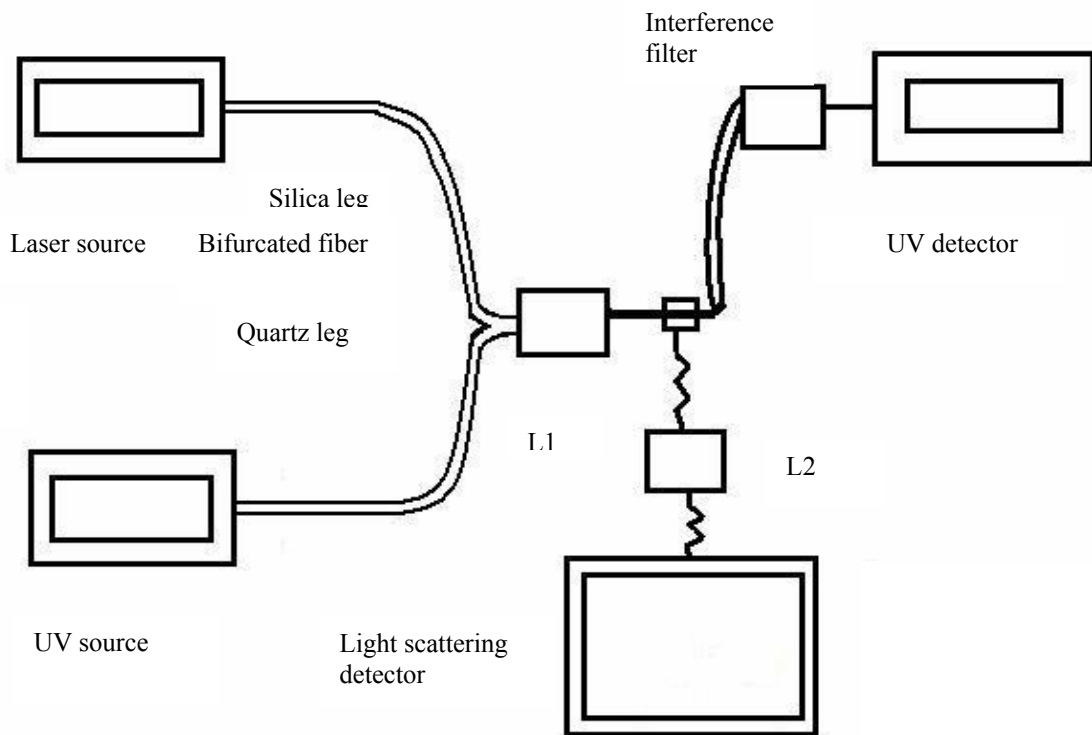 Interference
filter
Silica leg
Laser source
Bifurcated fiber
UV detector
Quartz leg
L1
L2
UV source
Light scattering
detector